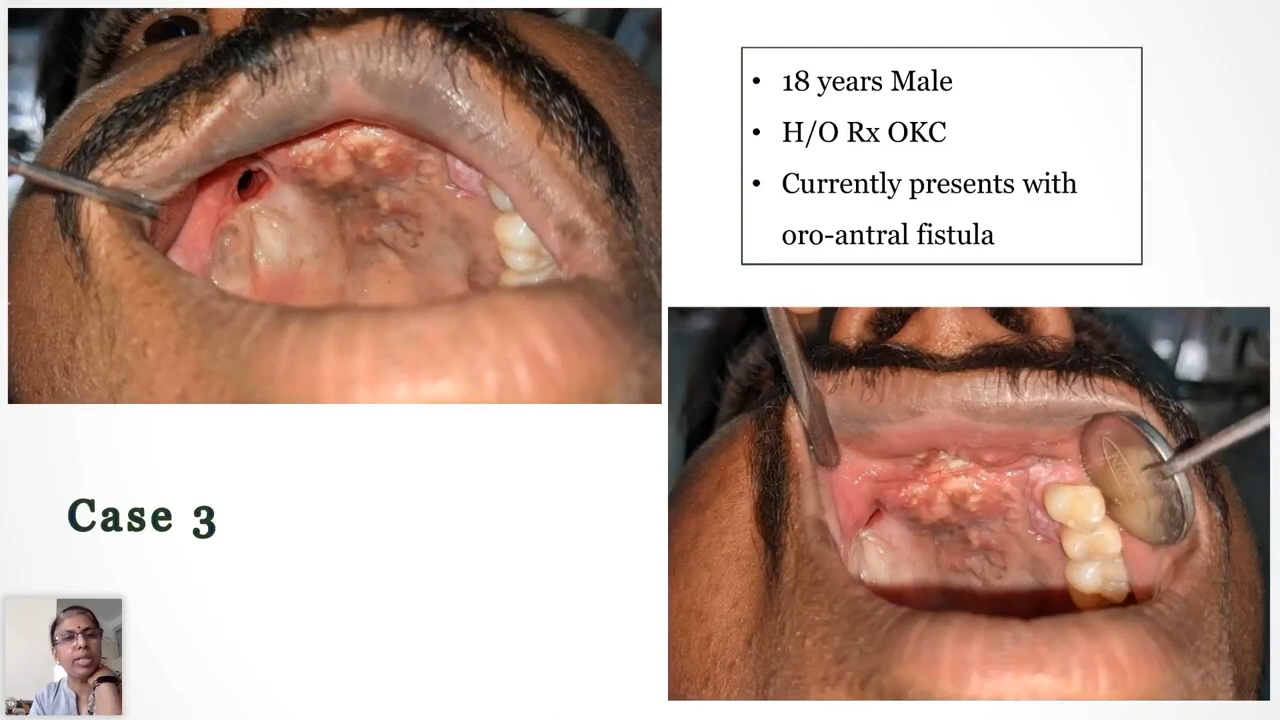 • 18 years Male
• H/O Rx OKC
• Currently presents with
oro-antral fistula
Case 3